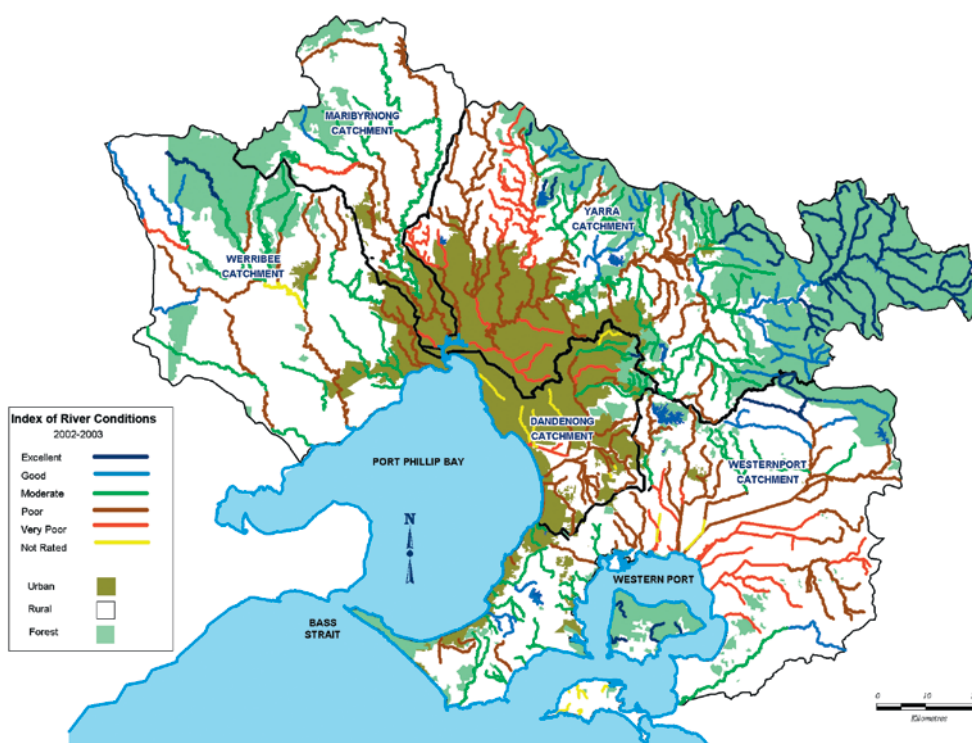 MARIBYRNONG
CATCHMENT
YARRA
CATCHMENT
WERRIBEE
CATCHMENT
DANDENONG
CATCHMENT
WESTERNPORT
CATCHMENT
PORT PHILLIP BAY
WESTERN PORT
BASS
STRAIT
N
Index of River Conditions
2002-2003
Excellent
Good
Moderate
Poor
Very Poor
Not Rated
Urban
Rural
Forest
0 10
Kilometres